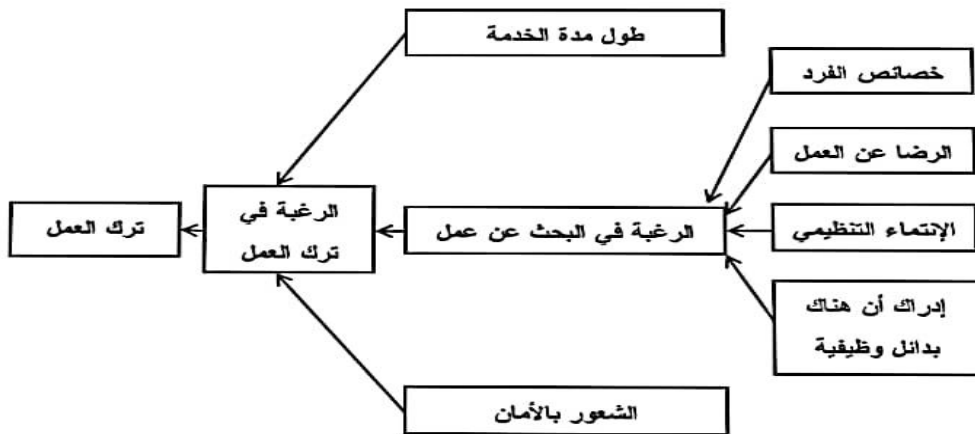 طول مدة الخدمة
خصائص الفرد
الرضا عن العمل
الإنتماء التنظيمي
إدراك أن هناك
بدائل وظيفية
الرغبة في البحث عن عمل
الرغبة في
ترك العمل
ترك العمل
الشعور بالأمان